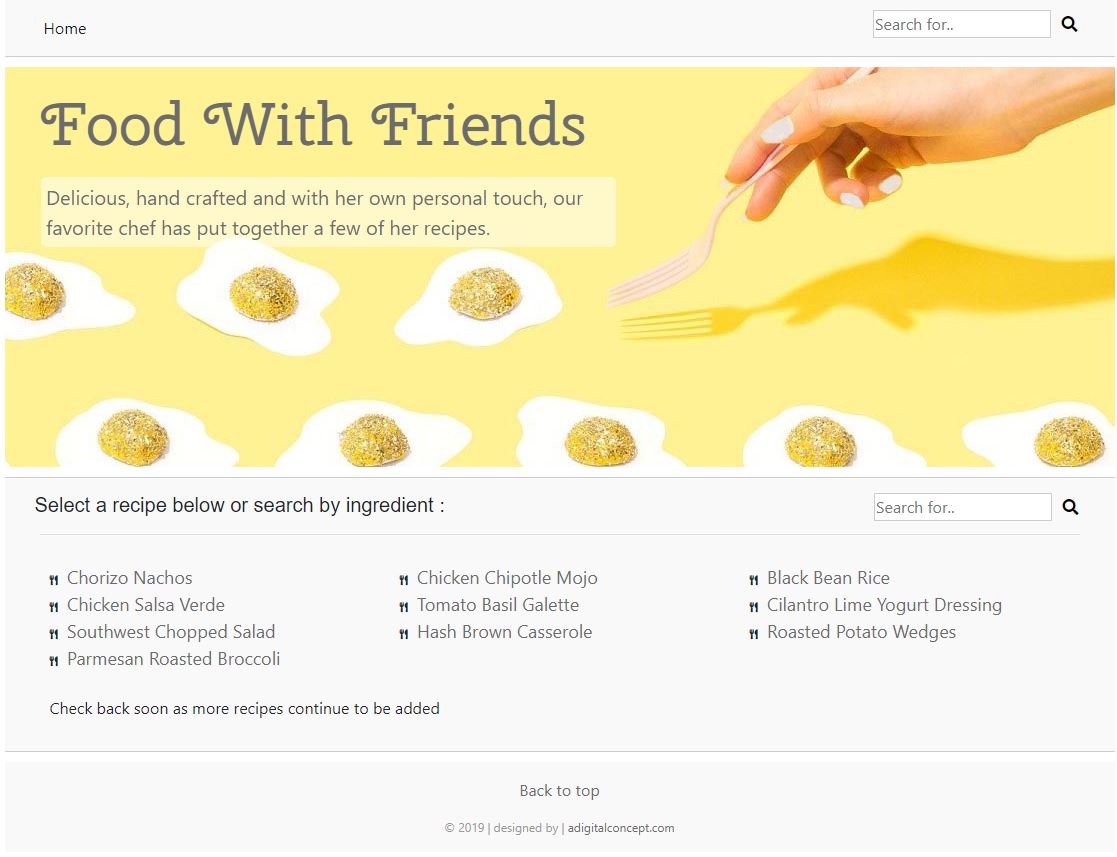 Home
Search for..
Food With Friends
Delicious, hand crafted and with her own personal touch, our
favorite chef has put together a few of her recipes.
Select a recipe below or search by ingredient :
Search for..
Chorizo Nachos
Chicken Salsa Verde
Southwest Chopped Salad
Parmesan Roasted Broccoli
Chicken Chipotle Mojo
Tomato Basil Galette
Hash Brown Casserole
Black Bean Rice
Cilantro Lime Yogurt Dressing
Roasted Potato Wedges
Check back soon as more recipes continue to be added
Back to top
© 2019 | designed by | adigitalconcept.com